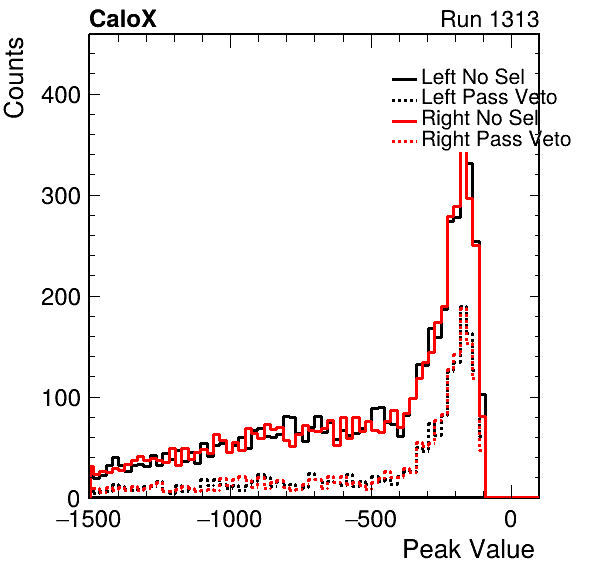 CaloX Run 1313
Counts
Left No Sel
Left Pass Veto
Right No Sel
Right Pass Veto
400
300
200
100
0
−1500 −1000 −500 0
Peak Value